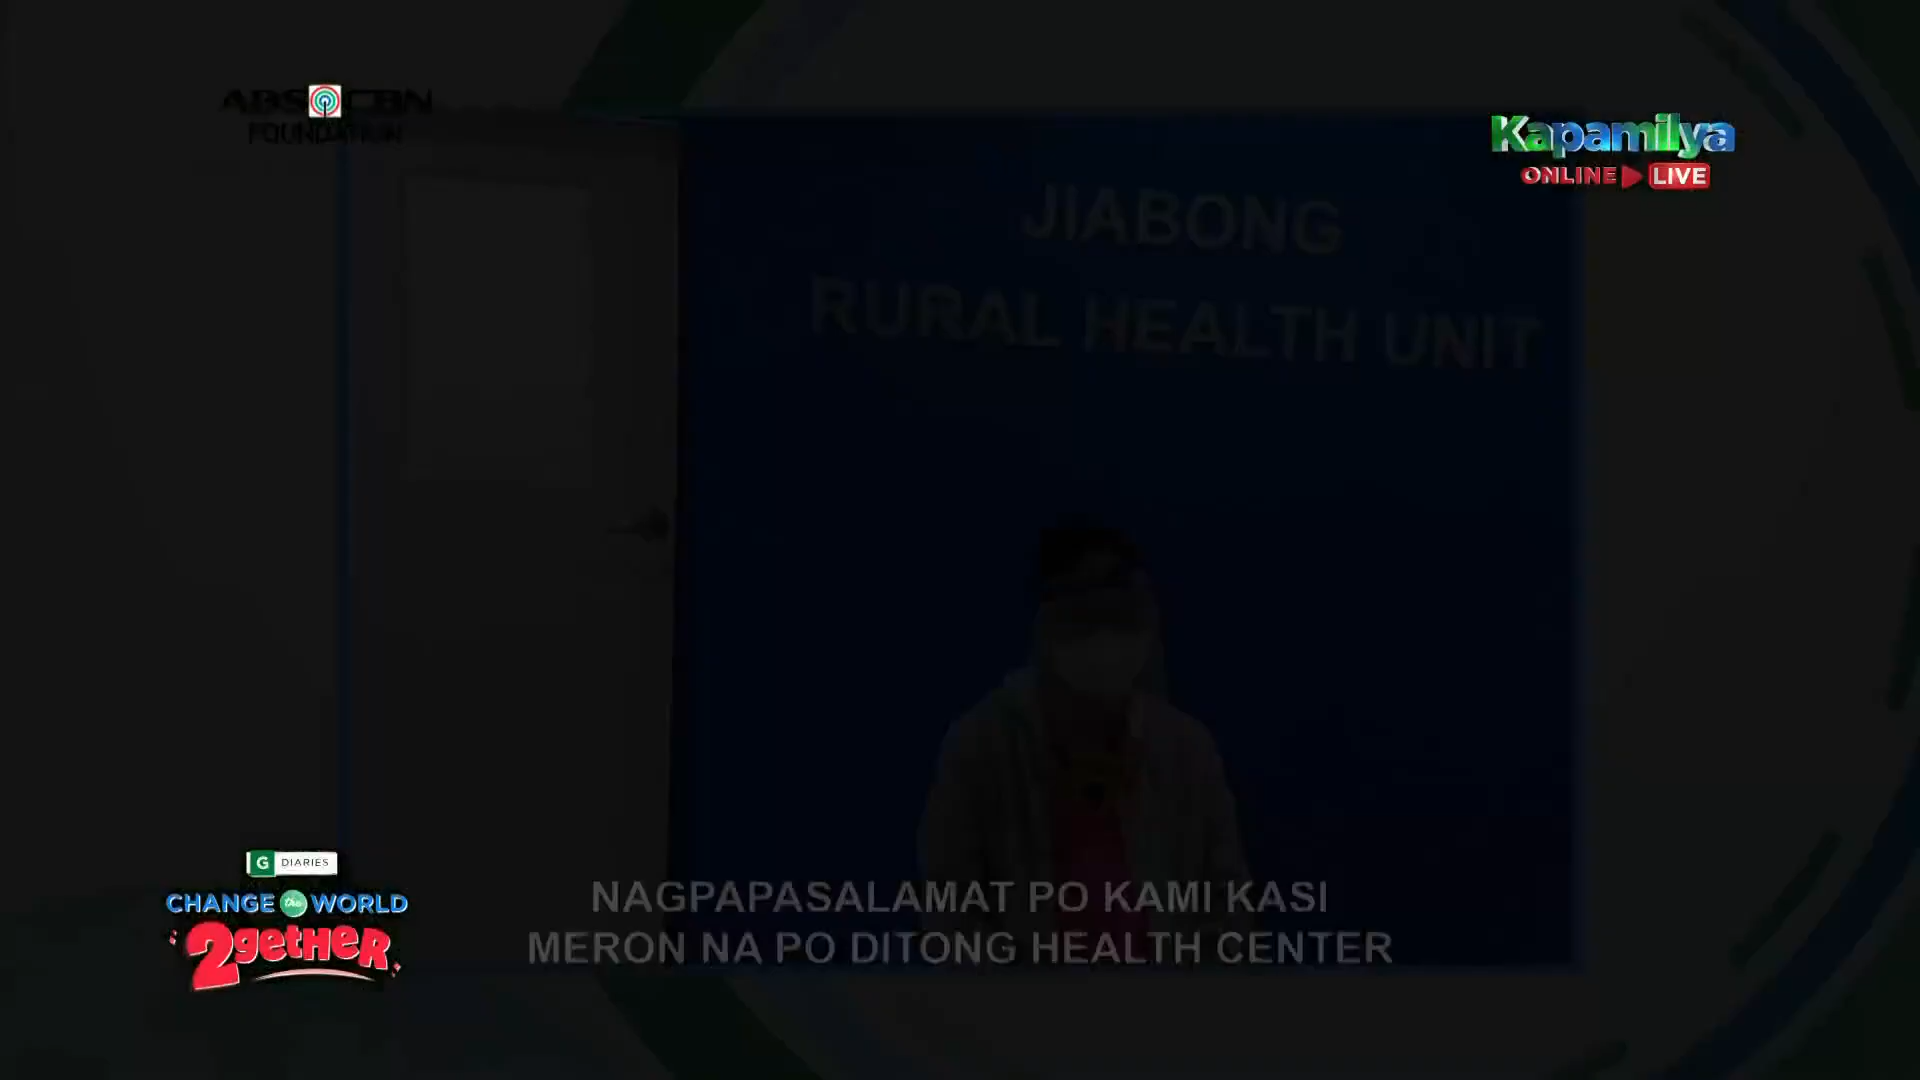 ABS CBN
FOUNDATION
Kapamilya
ONLINE LIVE
JIABONG
RURAL HEALTH UNIT
G DIARIES
CHANGE the WORLD
2getHeR
NAGPAPASALAMAT PO KAMI KASI
MERON NA PO DITONG HEALTH CENTER